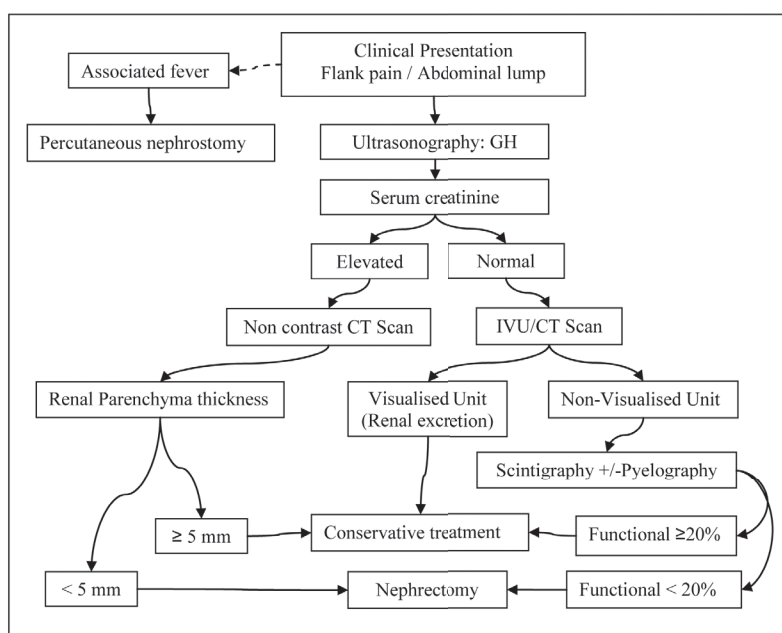 Clinical Presentation
Flank pain / Abdominal lump
Associated fever
Percutaneous nephrostomy
Ultrasonography: GH
Serum creatinine
Elevated
Normal
Non contrast CT Scan
IVU/CT Scan
Renal Parenchyma thickness
Visualised Unit
(Renal excretion)
Non-Visualised Unit
Scintigraphy +/-Pyelography
≥ 5 mm
Conservative treatment
Functional ≥20%
< 5 mm
Nephrectomy
Functional < 20%